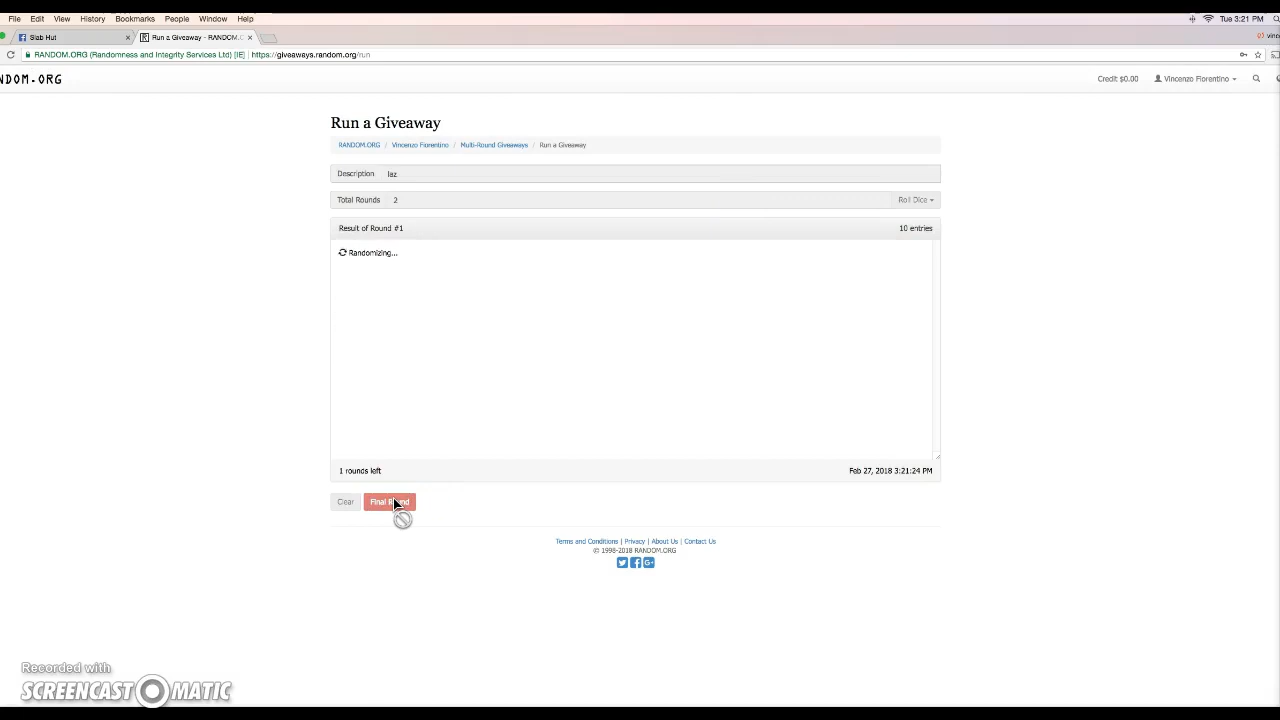 File Edit View History Bookmarks People Window Help Tue 3:21 PM
Slab Hut Run a Giveaway - RANDOM.
RANDOM.ORG (Randomness and Integrity Services Ltd) [IE] https://giveaways.random.org/run
NDOM.ORG Credit $0.00 Vincenzo Fiorentino
Run a Giveaway
RANDOM.ORG / Vincenzo Fiorentino / Multi-Round Giveaways / Run a Giveaway
Description laz
Total Rounds 2 Roll Dice
Result of Round #1 10 entries
Randomizing...
1 rounds left Feb 27, 2018 3:21:24 PM
Clear Final Round
Terms and Conditions | Privacy | About Us | Contact Us
© 1998-2018 RANDOM.ORG
Recorded with
SCREENCAST-O-MATIC